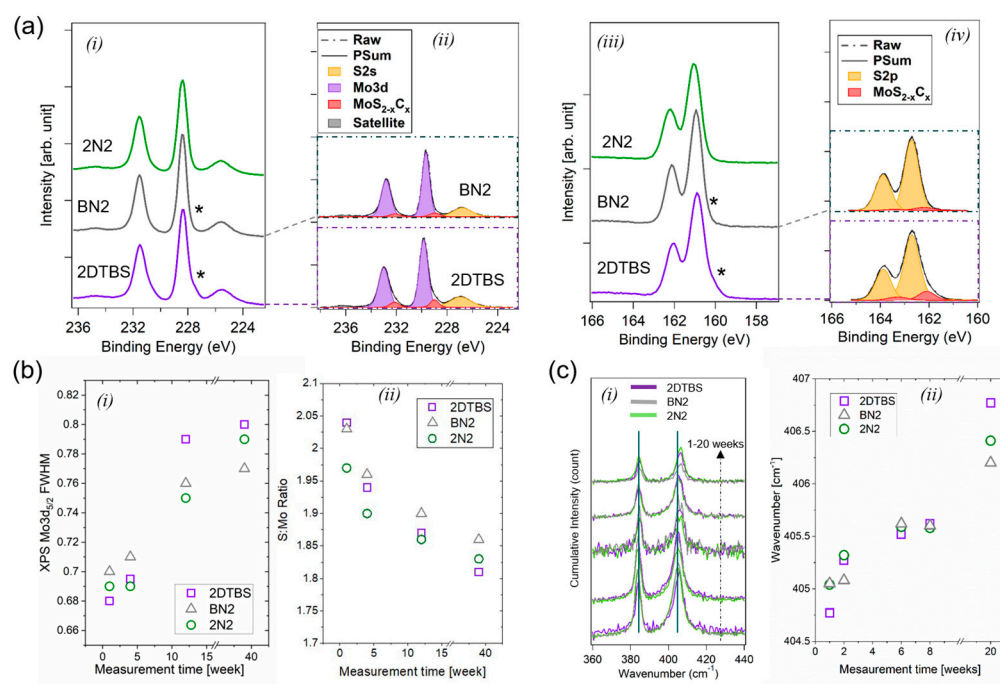 (a)
(i)
Intensity [arb. unit]
2N2
BN2
*
2DTBS
*
236 232 228 224
Binding Energy (eV)
(ii)
Raw
PSum
S2s
Mo3d
MoS2-xCx
Satellite
BN2
2DTBS
236 232 228 224
Binding Energy (eV)
(iii)
Intensity [arb. unit]
2N2
BN2
*
2DTBS
*
166 164 162 160 158
Binding Energy (eV)
(iv)
Raw
PSum
S2p
MoS2-xCx
166 164 162 160
Binding Energy (eV)
(b)
(i)
XPS Mo3d5/2 FWHM
0.82
0.8
0.78
0.76
0.74
0.72
0.7
0.68
0.66
2DTBS
BN2
2N2
0 5 10 15 40
Measurement time [week]
(ii)
S:Mo Ratio
2.1
2.05
2.0
1.95
1.9
1.85
1.8
1.75
1.7
2DTBS
BN2
2N2
0 5 10 15 40
Measurement time [week]
(c)
(i)
2DTBS
BN2
2N2
1-20 weeks
Cumulative Intensity (count)
360 380 400 420 440
Wavenumber (cm-1)
(ii)
Wavenumber [cm-1]
407
406.5
406
405.5
405
404.5
2DTBS
BN2
2N2
0 2 4 6 8 20
Mesaurement time [weeks]